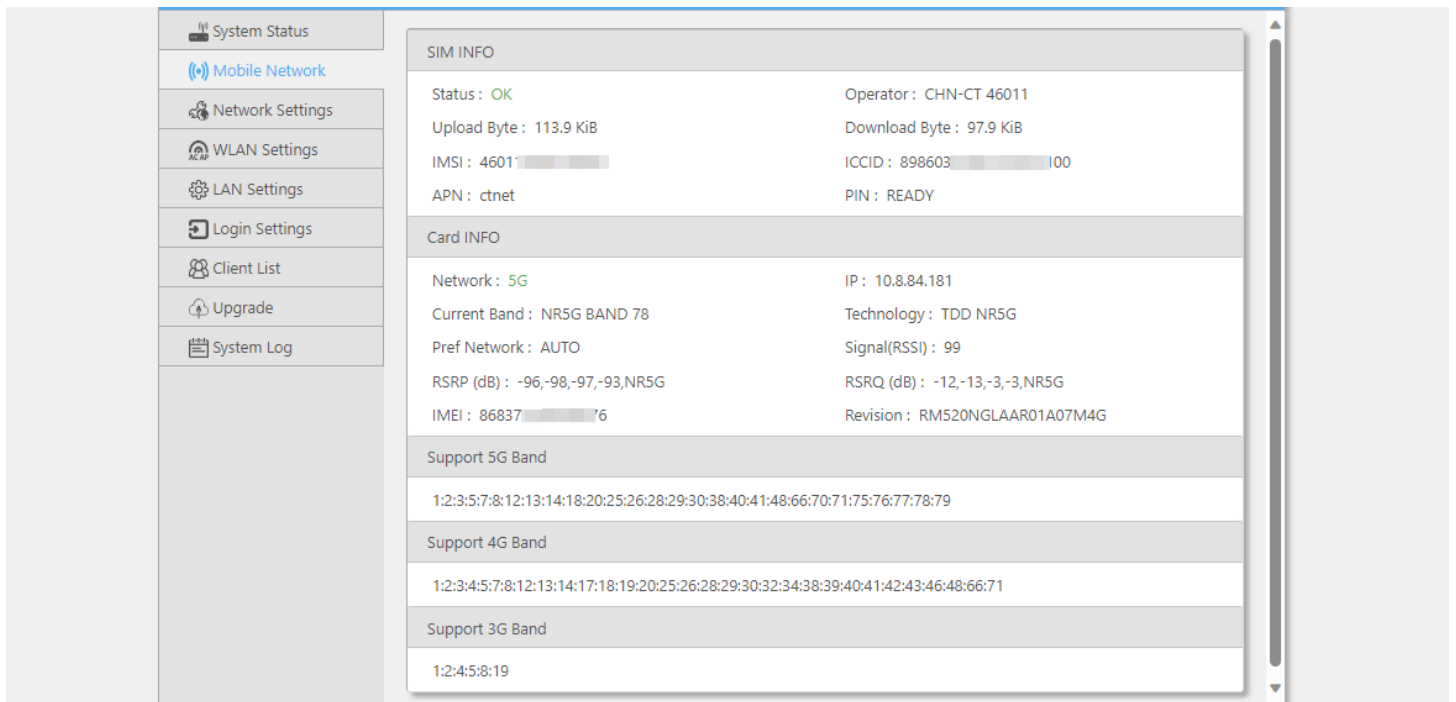 System Status
Mobile Network
Network Settings
WLAN Settings
LAN Settings
Login Settings
Client List
Upgrade
System Log
SIM INFO
Status : OK
Operator : CHN-CT 46011
Upload Byte : 113.9 KiB
Download Byte : 97.9 KiB
IMSI : 46011
ICCID : 898603 100
APN : ctnet
PIN : READY
Card INFO
Network : 5G
IP : 10.8.84.181
Current Band : NR5G BAND 78
Technology : TDD NR5G
Pref Network : AUTO
Signal(RSSI) : 99
RSRP (dB) : -96,-98,-97,-93,NR5G
RSRQ (dB) : -12,-13,-3,-3,NR5G
IMEI : 86837 76
Revision : RM520NGLAAR01A07M4G
Support 5G Band
1:2:3:5:7:8:12:13:14:18:20:25:26:28:29:30:38:40:41:48:66:70:71:75:76:77:78:79
Support 4G Band
1:2:3:4:5:7:8:12:13:14:17:18:19:20:25:26:28:29:30:32:34:38:39:40:41:42:43:46:48:66:71
Support 3G Band
1:2:4:5:8:19